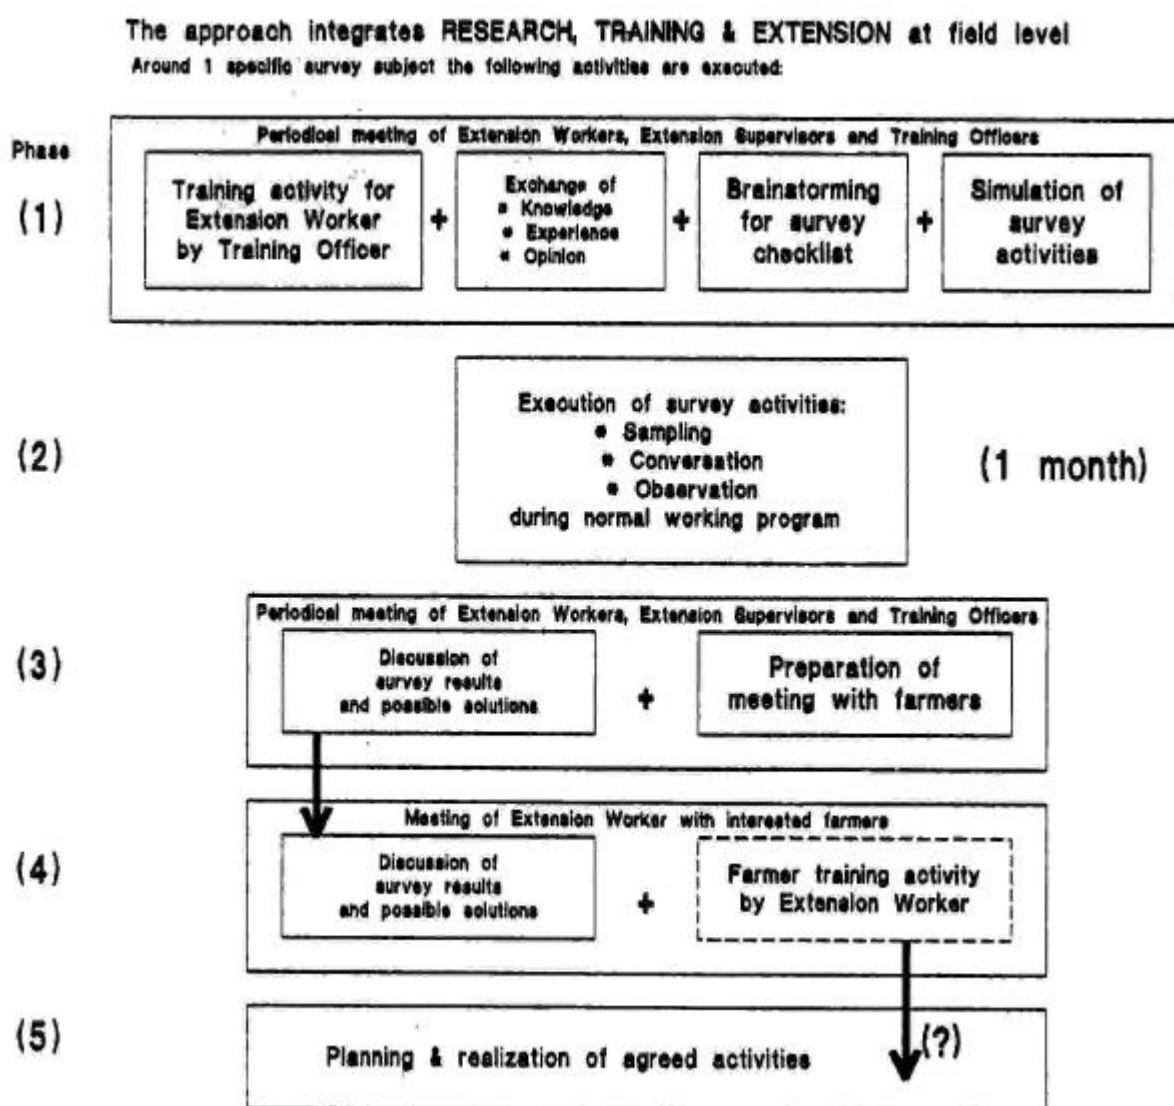 The approach integrates RESEARCH, TRAINING & EXTENSION at field level
Around 1 specific survey subject the following activities are executed:
Phase
Periodical meeting of Extension Workers, Extension Supervisors and Training Officers
(1)
Training activity for
Extension Worker
by Training Officer
+
Exchange of
* Knowledge
* Experience
* Opinion
+
Brainstorming
for survey
checklist
+
Simulation of
survey
activities
(2)
Execution of survey activities:
* Sampling
* Conversation
* Observation
during normal working program
(1 month)
Periodical meeting of Extension Workers, Extension Supervisors and Training Officers
(3)
Discussion of
survey results
and possible solutions
+
Preparation of
meeting with farmers
Meeting of Extension Worker with interested farmers
(4)
Discussion of
survey results
and possible solutions
+
Farmer training activity
by Extension Worker
(5)
Planning & realization of agreed activities
(?)